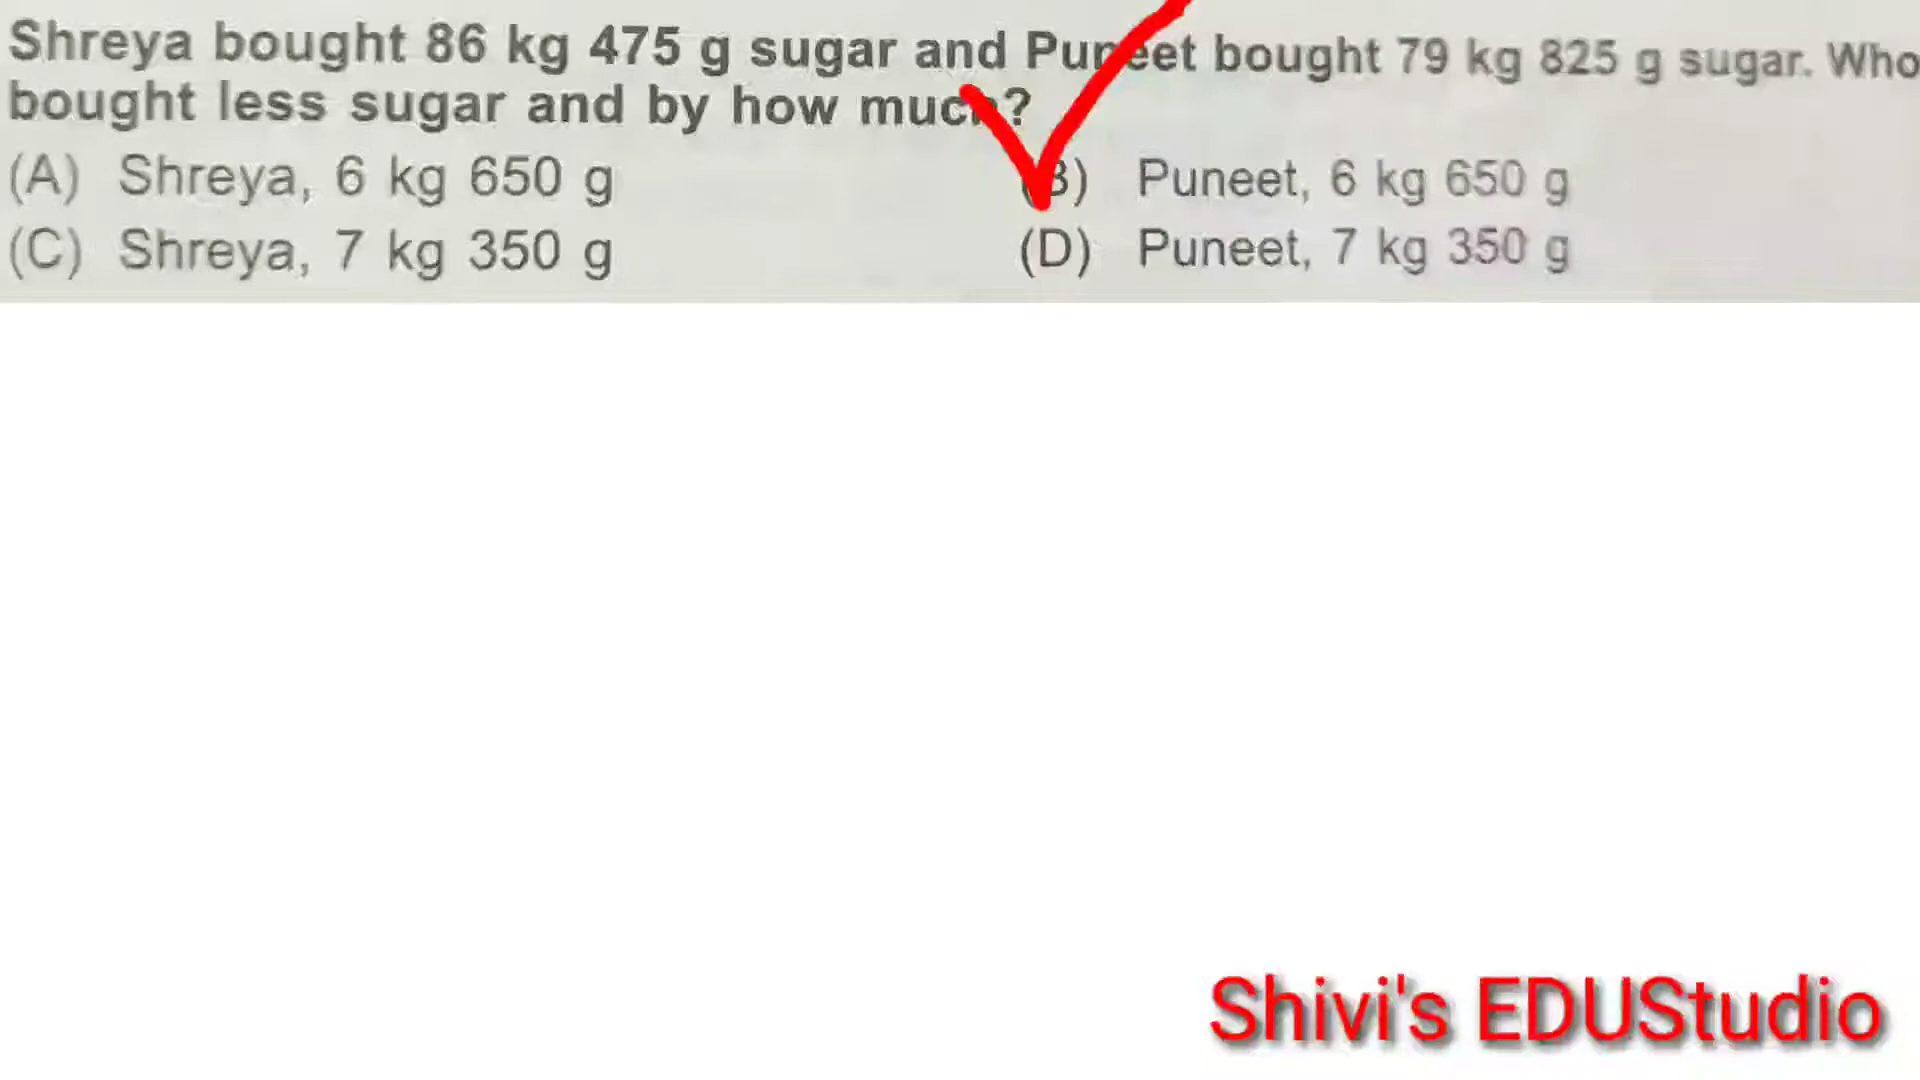 Shreya bought 86 kg 475 g sugar and Puneet bought 79 kg 825 g sugar. Who
bought less sugar and by how much?
(A) Shreya, 6 kg 650 g (B) Puneet, 6 kg 650 g
(C) Shreya, 7 kg 350 g (D) Puneet, 7 kg 350 g
Shivi's EDUStudio